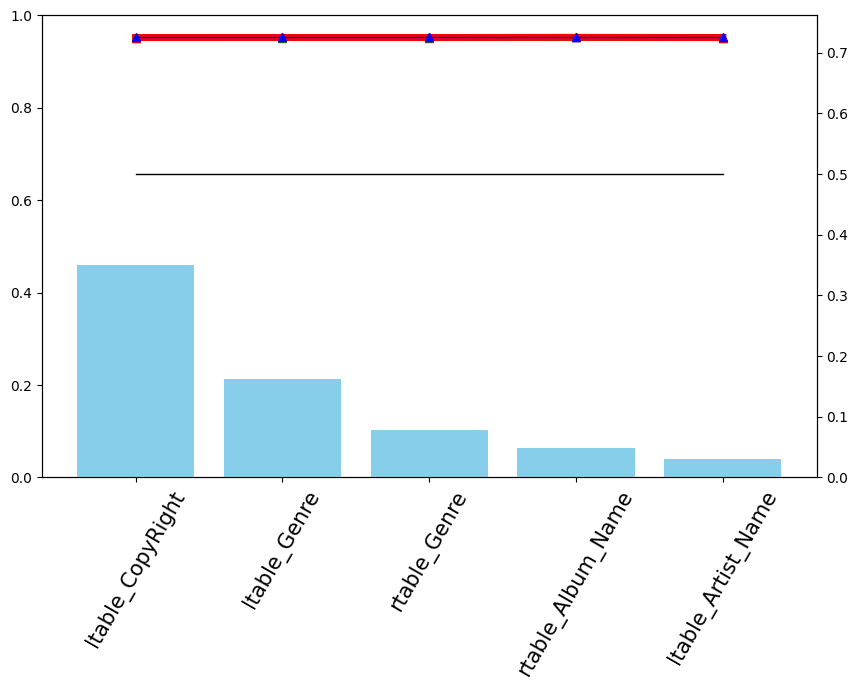 1.0
0.8
0.6
0.4
0.2
0.0
0.7
0.6
0.5
0.4
0.3
0.2
0.1
0.0
ltable_CopyRight
ltable_Genre
rtable_Genre
rtable_Album_Name
ltable_Artist_Name